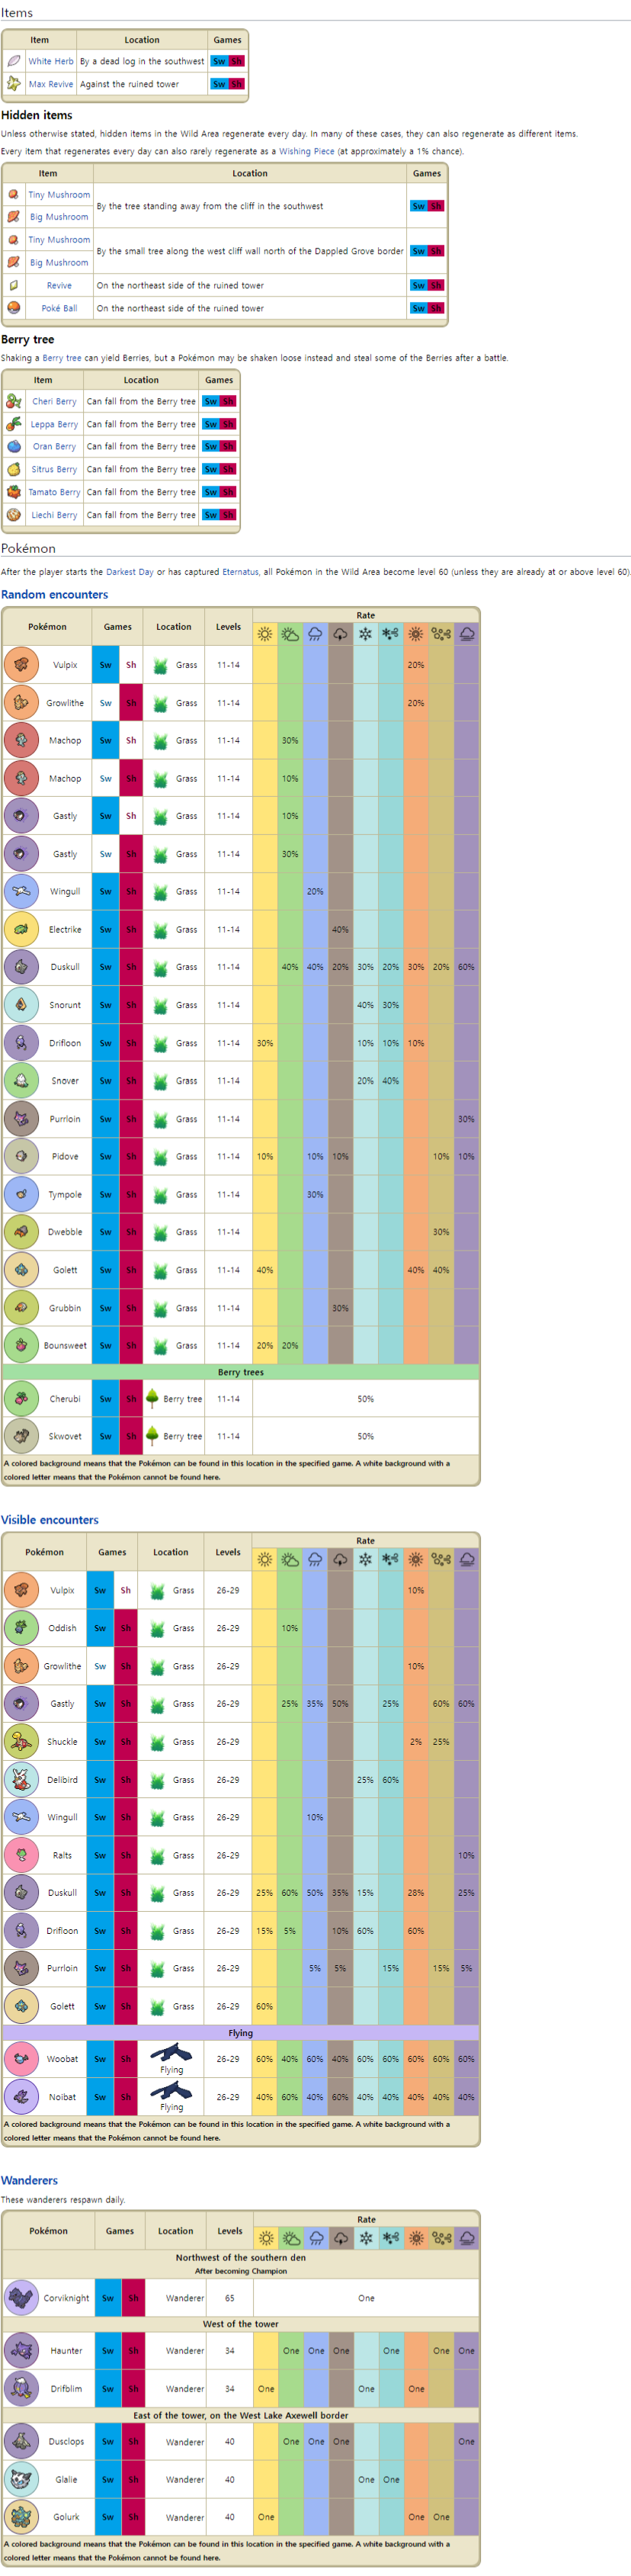 Items
Item Location Games
White Herb By a dead log in the southwest Sw Sh
Max Revive Against the ruined tower Sw Sh
Hidden items
Unless otherwise stated, hidden items in the Wild Area regenerate every day. In many of these cases, they can also regenerate as different items.
Every item that regenerates every day can also rarely regenerate as a Wishing Piece (at approximately a 1% chance).
Item Location Games
Tiny Mushroom
By the tree standing away from the cliff in the southwest Sw Sh
Big Mushroom
Tiny Mushroom
By the small tree along the west cliff wall north of the Dappled Grove border Sw Sh
Big Mushroom
Revive On the northeast side of the ruined tower Sw Sh
Poké Ball On the northeast side of the ruined tower Sw Sh
Berry tree
Shaking a Berry tree can yield Berries, but a Pokémon may be shaken loose instead and steal some of the Berries after a battle.
Item Location Games
Cheri Berry Can fall from the Berry tree Sw Sh
Leppa Berry Can fall from the Berry tree Sw Sh
Oran Berry Can fall from the Berry tree Sw Sh
Sitrus Berry Can fall from the Berry tree Sw Sh
Tamato Berry Can fall from the Berry tree Sw Sh
Liechi Berry Can fall from the Berry tree Sw Sh
Pokémon
After the player starts the Darkest Day or has captured Eternatus, all Pokémon in the Wild Area become level 60 (unless they are already at or above level 60).
Random encounters
Pokémon Games Location Levels Rate
Vulpix Sw Sh Grass 11-14 20%
Growlithe Sw Sh Grass 11-14 20%
Machop Sw Sh Grass 11-14 30%
Machop Sw Sh Grass 11-14 10%
Gastly Sw Sh Grass 11-14 10%
Gastly Sw Sh Grass 11-14 30%
Wingull Sw Sh Grass 11-14 20%
Electrike Sw Sh Grass 11-14 40%
Duskull Sw Sh Grass 11-14 40% 40% 20% 30% 20% 30% 20% 60%
Snorunt Sw Sh Grass 11-14 40% 30%
Drifloon Sw Sh Grass 11-14 30% 10% 10% 10%
Snover Sw Sh Grass 11-14 20% 40%
Purrloin Sw Sh Grass 11-14 30%
Pidove Sw Sh Grass 11-14 10% 10% 10% 10% 10%
Tympole Sw Sh Grass 11-14 30%
Dwebble Sw Sh Grass 11-14 30%
Golett Sw Sh Grass 11-14 40% 40% 40%
Grubbin Sw Sh Grass 11-14 30%
Bounsweet Sw Sh Grass 11-14 20% 20%
Berry trees
Cherubi Sw Sh Berry tree 11-14 50%
Skwovet Sw Sh Berry tree 11-14 50%
A colored background means that the Pokémon can be found in this location in the specified game. A white background with a
colored letter means that the Pokémon cannot be found here.
Visible encounters
Pokémon Games Location Levels Rate
Vulpix Sw Sh Grass 26-29 10%
Oddish Sw Sh Grass 26-29 10%
Growlithe Sw Sh Grass 26-29 10%
Gastly Sw Sh Grass 26-29 25% 35% 50% 25% 60% 60%
Shuckle Sw Sh Grass 26-29 2% 25%
Delibird Sw Sh Grass 26-29 25% 60%
Wingull Sw Sh Grass 26-29 10%
Ralts Sw Sh Grass 26-29 10%
Duskull Sw Sh Grass 26-29 25% 60% 50% 35% 15% 28% 25%
Drifloon Sw Sh Grass 26-29 15% 5% 10% 60% 60%
Purrloin Sw Sh Grass 26-29 5% 5% 15% 15% 5%
Golett Sw Sh Grass 26-29 60%
Flying
Woobat Sw Sh Flying 26-29 60% 40% 60% 40% 60% 60% 60% 60% 60%
Noibat Sw Sh Flying 26-29 40% 60% 40% 60% 40% 40% 40% 40% 40%
A colored background means that the Pokémon can be found in this location in the specified game. A white background with a
colored letter means that the Pokémon cannot be found here.
Wanderers
These wanderers respawn daily.
Pokémon Games Location Levels Rate
Northwest of the southern den
After becoming Champion
Corviknight Sw Sh Wanderer 65 One
West of the tower
Haunter Sw Sh Wanderer 34 One One One One One One
Drifblim Sw Sh Wanderer 34 One One One
East of the tower, on the West Lake Axewell border
Dusclops Sw Sh Wanderer 40 One One One One
Glalie Sw Sh Wanderer 40 One One
Golurk Sw Sh Wanderer 40 One One One
A colored background means that the Pokémon can be found in this location in the specified game. A white background with a
colored letter means that the Pokémon cannot be found here.